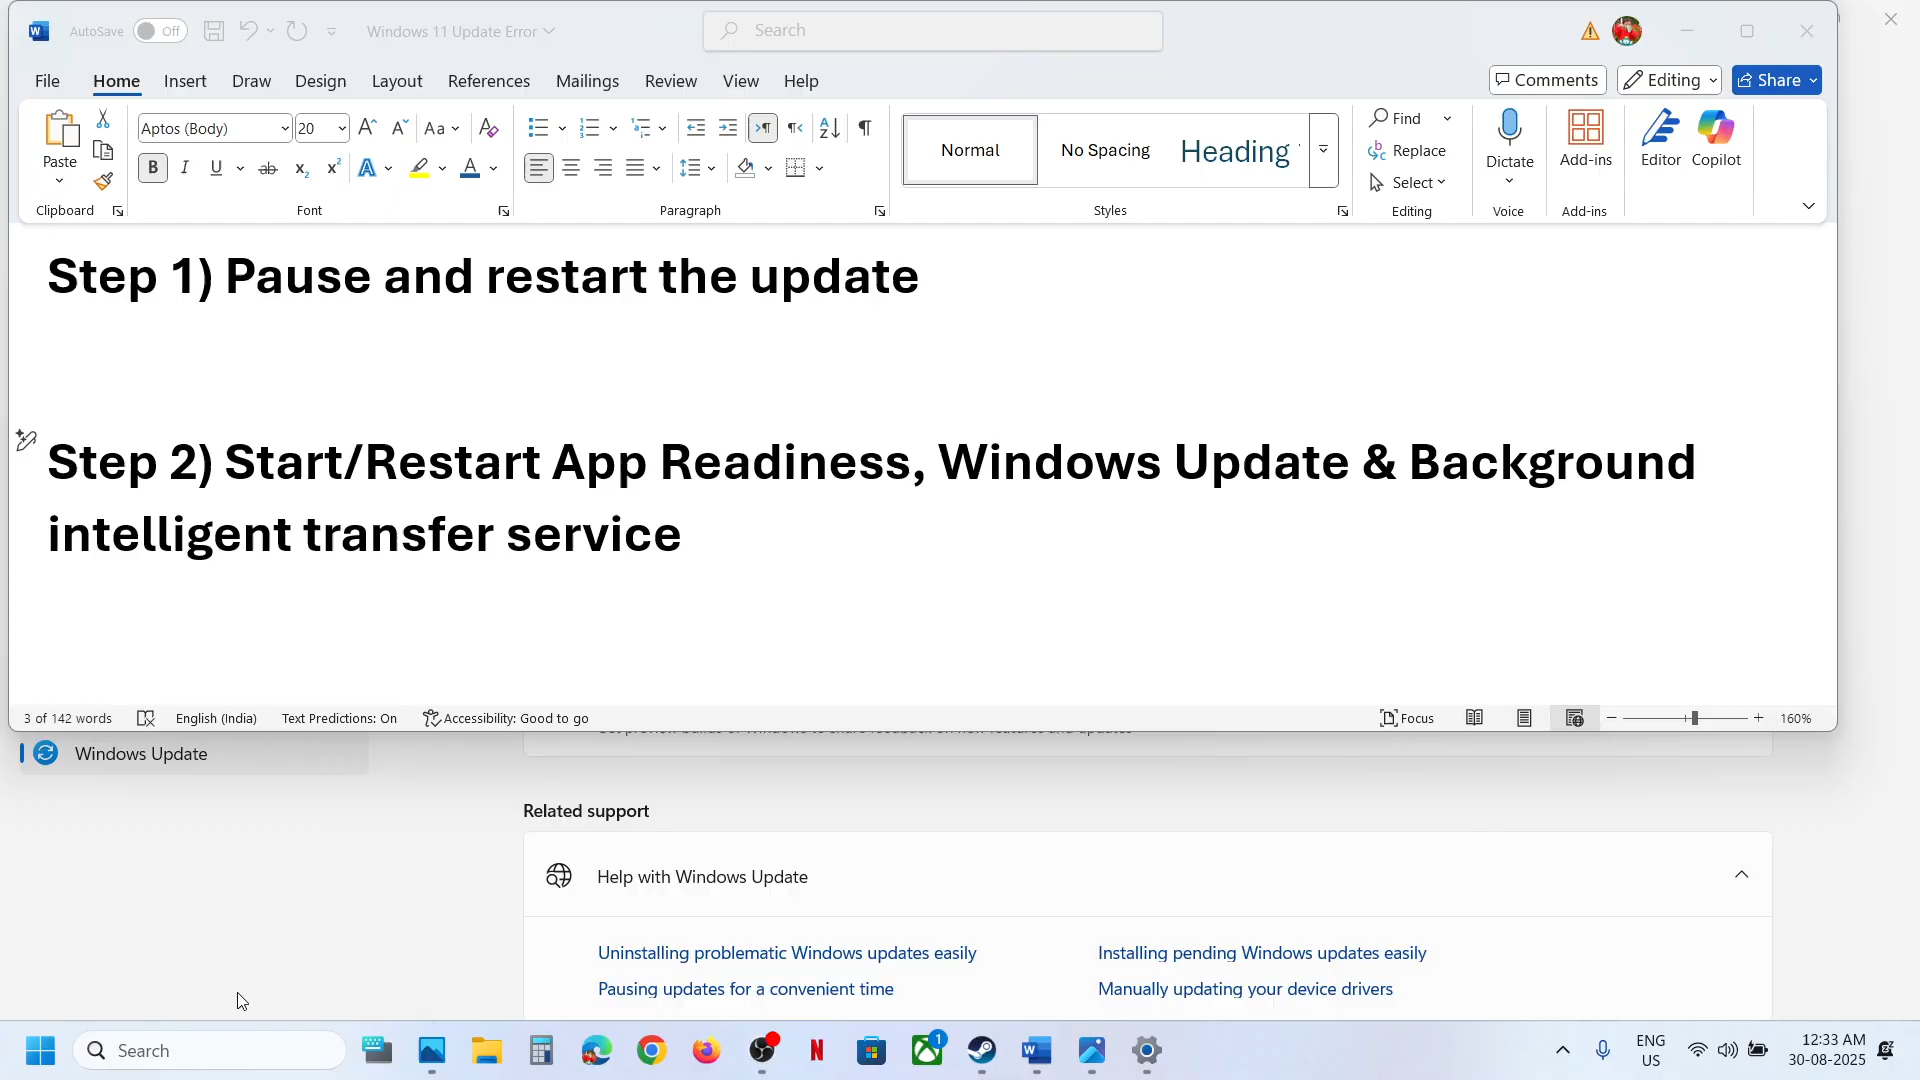 AutoSave Off Windows 11 Update Error Search
File Home Insert Draw Design Layout References Mailings Review View Help Comments Editing Share
Aptos (Body) 20 Aa Find
Paste Normal No Spacing Heading Replace Dictate Add-ins Editor Copilot
Select
Clipboard Font Paragraph Styles Editing Voice Add-ins
Step 1) Pause and restart the update
Step 2) Start/Restart App Readiness, Windows Update & Background
intelligent transfer service
3 of 142 words English (India) Text Predictions: On Accessibility: Good to go Focus 160%
Windows Update
Related support
Help with Windows Update
Uninstalling problematic Windows updates easily Installing pending Windows updates easily
Pausing updates for a convenient time Manually updating your device drivers
Search 1 ENG 12:33 AM
US 30-08-2025